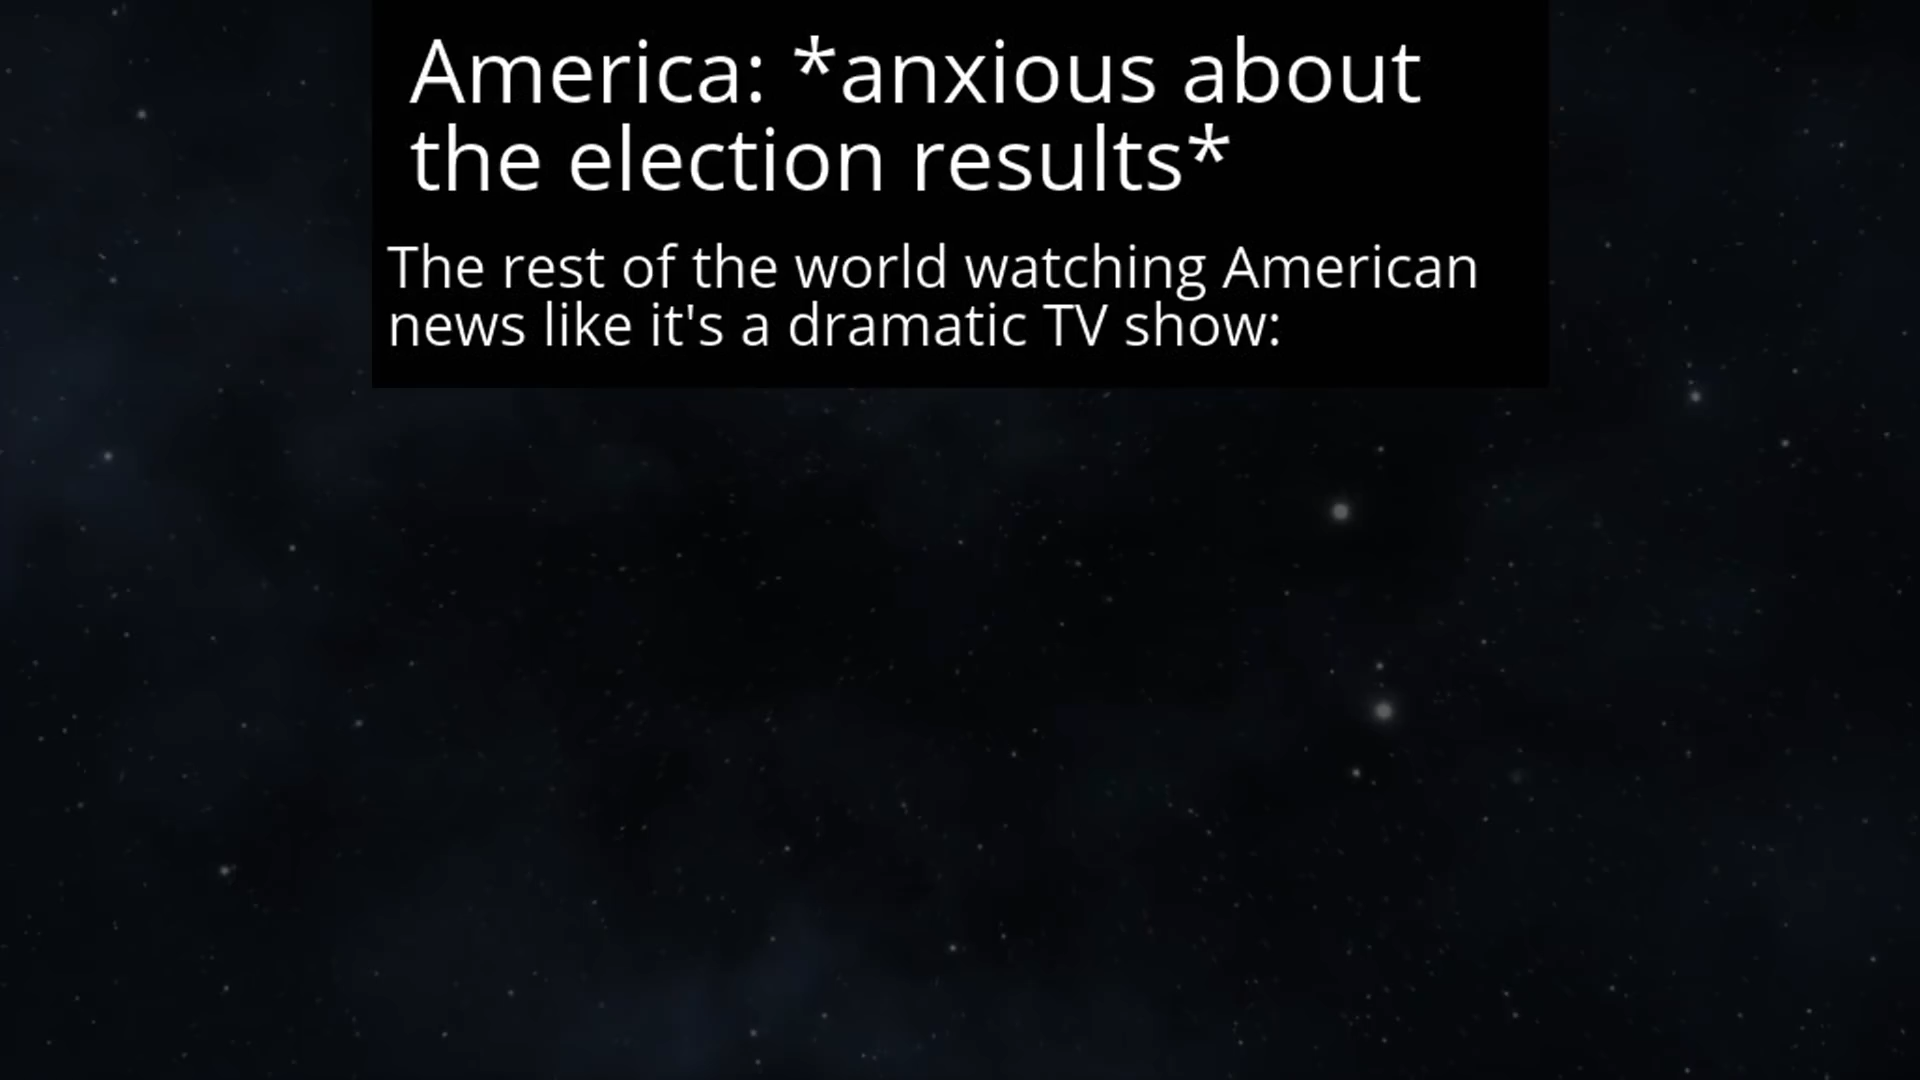 America: *anxious about
the election results*
The rest of the world watching American
news like it's a dramatic TV show: